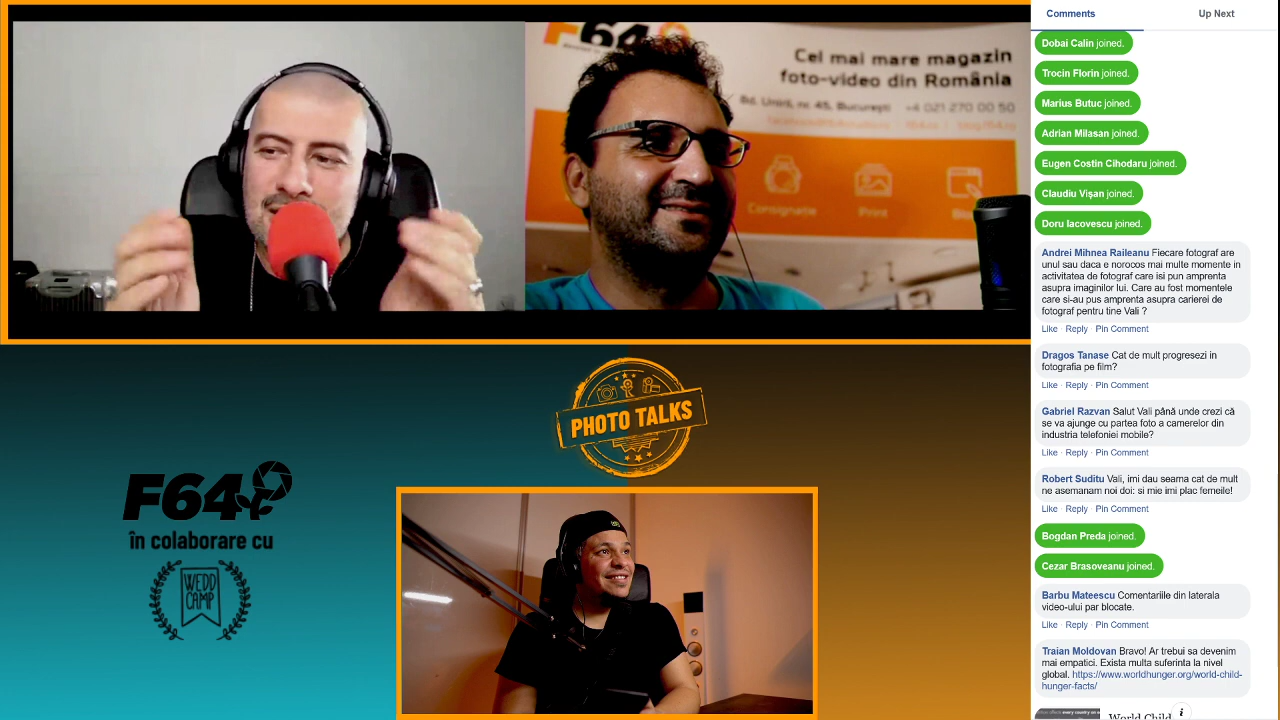 F64
Cel mai mare magazin
foto-video din România
Bd. Unirii, nr. 45, București +4 021 270 00 50
Consignație
Print
PHOTO TALKS
F64
în colaborare cu
WEDD
CAMP
Comments Up Next
Dobai Calin joined.
Trocin Florin joined.
Marius Butuc joined.
Adrian Milasan joined.
Eugen Costin Cihodaru joined.
Claudiu Vișan joined.
Doru Iacovescu joined.
Andrei Mihnea Raileanu Fiecare fotograf are
unul sau daca e norocos mai multe momente in
activitatea de fotograf care isi pun amprenta
asupra imaginilor lui. Care au fost momentele
care si-au pus amprenta asupra carierei de
fotograf pentru tine Vali ?
Like · Reply · Pin Comment
Dragos Tanase Cat de mult progresezi in
fotografia pe film?
Like · Reply · Pin Comment
Gabriel Razvan Salut Vali până unde crezi că
se va ajunge cu partea foto a camerelor din
industria telefoniei mobile?
Like · Reply · Pin Comment
Robert Suditu Vali, imi dau seama cat de mult
ne asemanam noi doi: si mie imi plac femeile!
Like · Reply · Pin Comment
Bogdan Preda joined.
Cezar Brasoveanu joined.
Barbu Mateescu Comentariile din laterala
video-ului par blocate.
Like · Reply · Pin Comment
Traian Moldovan Bravo! Ar trebui sa devenim
mai empatici. Exista multa suferinta la nivel
global. https://www.worldhunger.org/world-child-
hunger-facts/
World Child